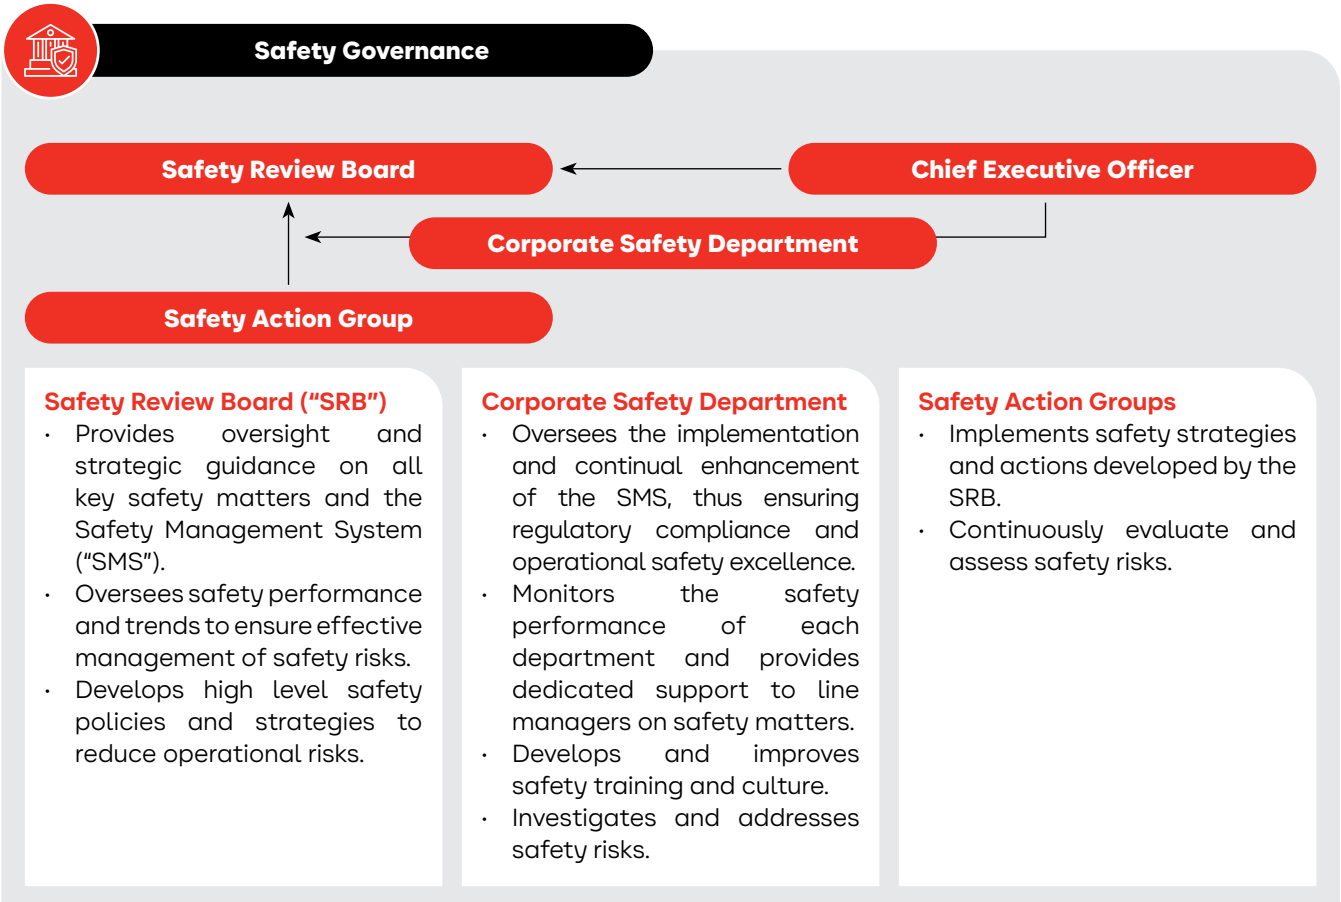 Safety Governance
Safety Review Board
Chief Executive Officer
Corporate Safety Department
Safety Action Group
Safety Review Board (“SRB”)
· Provides oversight and
strategic guidance on all
key safety matters and the
Safety Management System
(“SMS”).
· Oversees safety performance
and trends to ensure effective
management of safety risks.
· Develops high level safety
policies and strategies to
reduce operational risks.
Corporate Safety Department
· Oversees the implementation
and continual enhancement
of the SMS, thus ensuring
regulatory compliance and
operational safety excellence.
· Monitors the safety
performance of each
department and provides
dedicated support to line
managers on safety matters.
· Develops and improves
safety training and culture.
· Investigates and addresses
safety risks.
Safety Action Groups
· Implements safety strategies
and actions developed by the
SRB.
· Continuously evaluate and
assess safety risks.